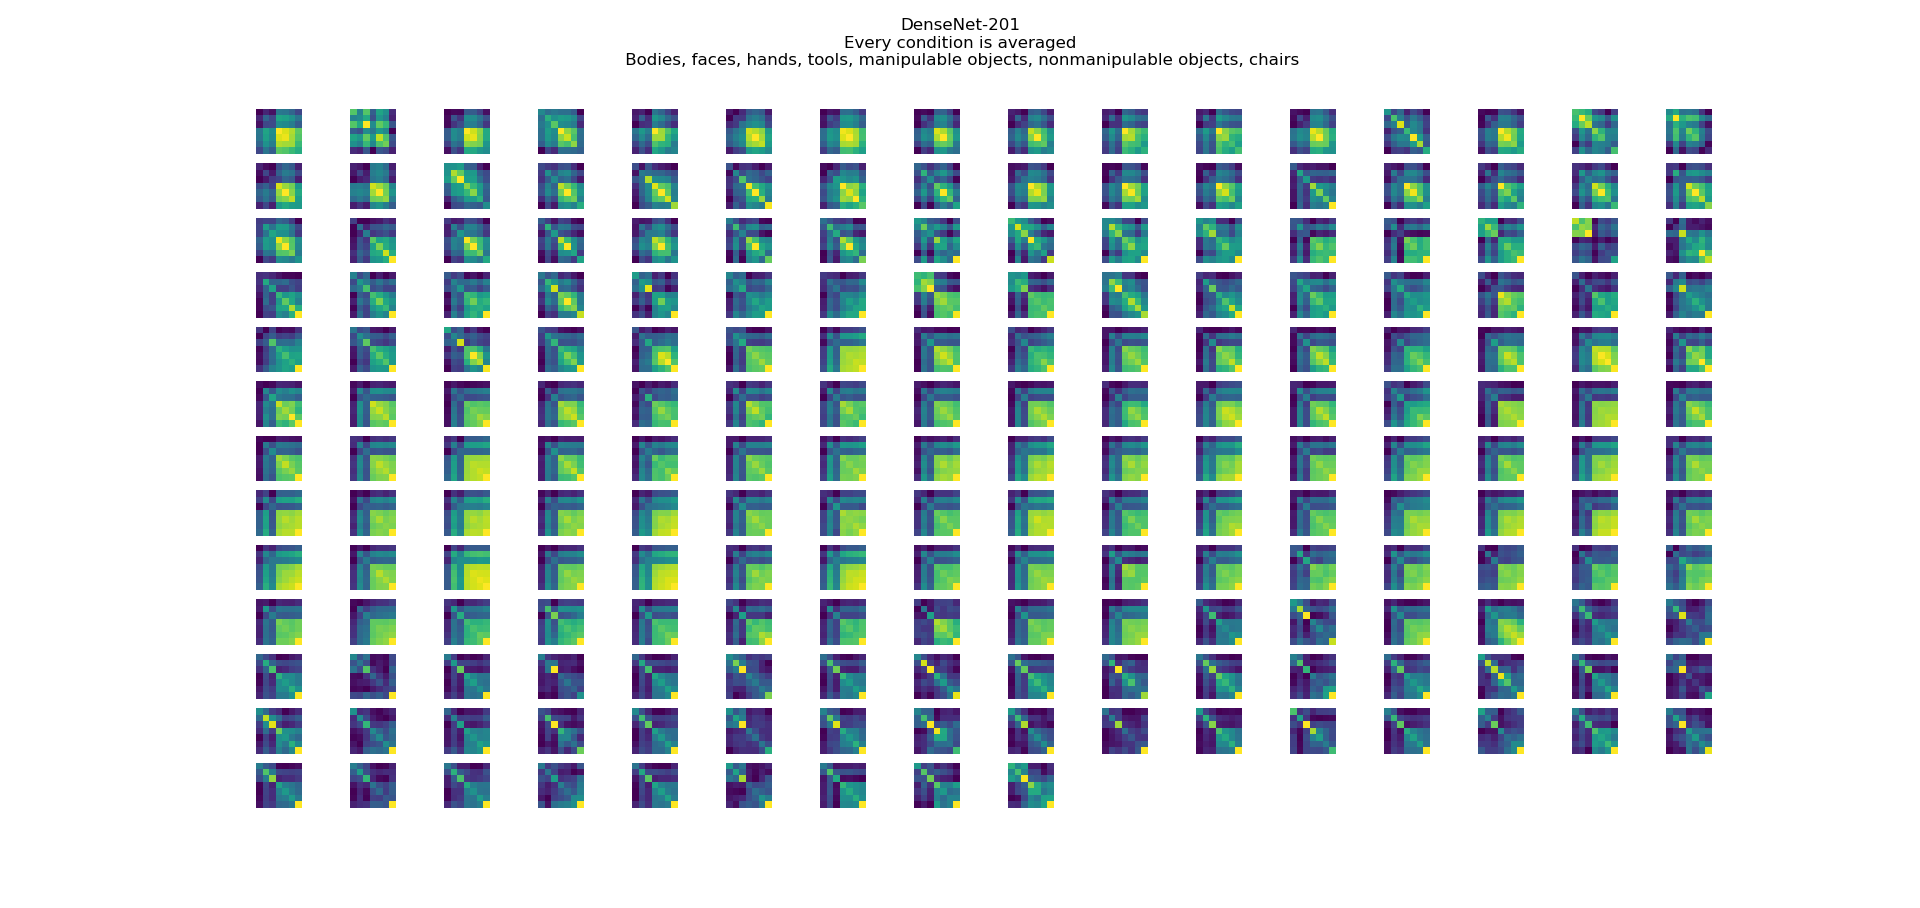 DenseNet-201
Every condition is averaged
Bodies, faces, hands, tools, manipulable objects, nonmanipulable objects, chairs